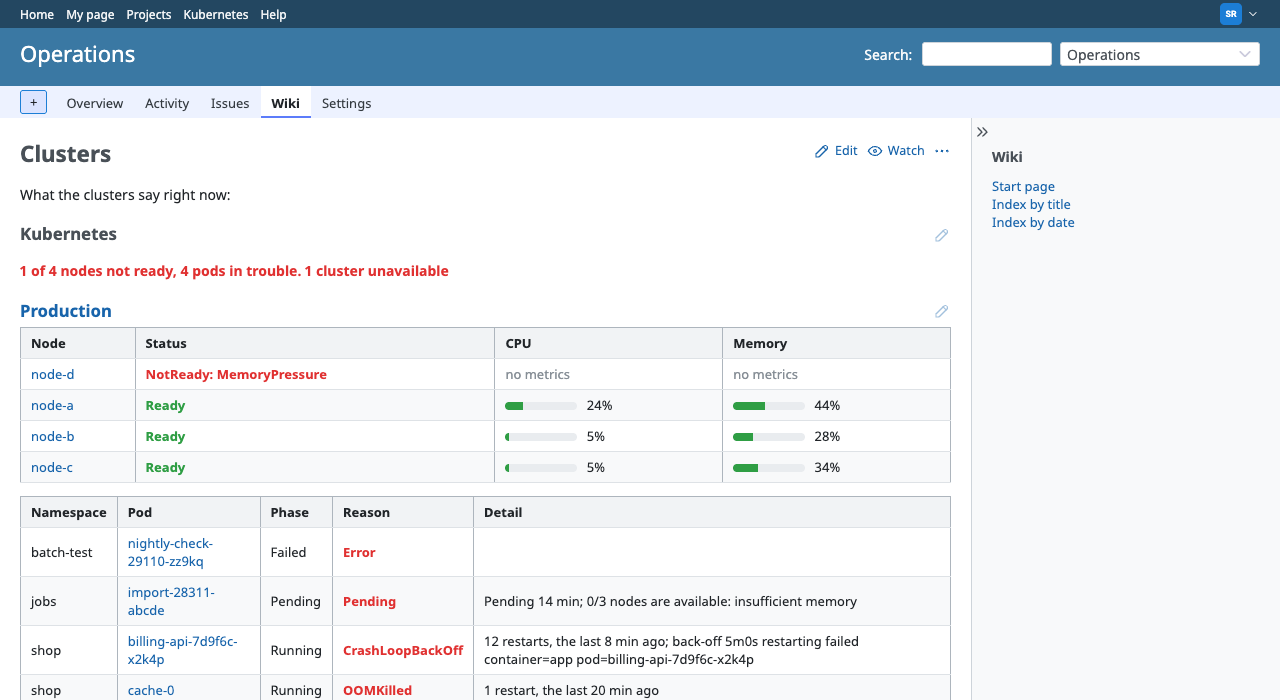 Home My page Projects Kubernetes Help SR
Operations Search: Operations
+ Overview Activity Issues Wiki Settings
Clusters Edit Watch ...
What the clusters say right now:
Kubernetes
1 of 4 nodes not ready, 4 pods in trouble. 1 cluster unavailable
Production
Node Status CPU Memory
node-d NotReady: MemoryPressure no metrics no metrics
node-a Ready 24% 44%
node-b Ready 5% 28%
node-c Ready 5% 34%
Namespace Pod Phase Reason Detail
batch-test nightly-check-29110-zz9kq Failed Error
jobs import-28311-abcde Pending Pending Pending 14 min; 0/3 nodes are available: insufficient memory
shop billing-api-7d9f6c-x2k4p Running CrashLoopBackOff 12 restarts, the last 8 min ago; back-off 5m0s restarting failed
container=app pod=billing-api-7d9f6c-x2k4p
shop cache-0 Running OOMKilled 1 restart, the last 20 min ago
Wiki
Start page
Index by title
Index by date